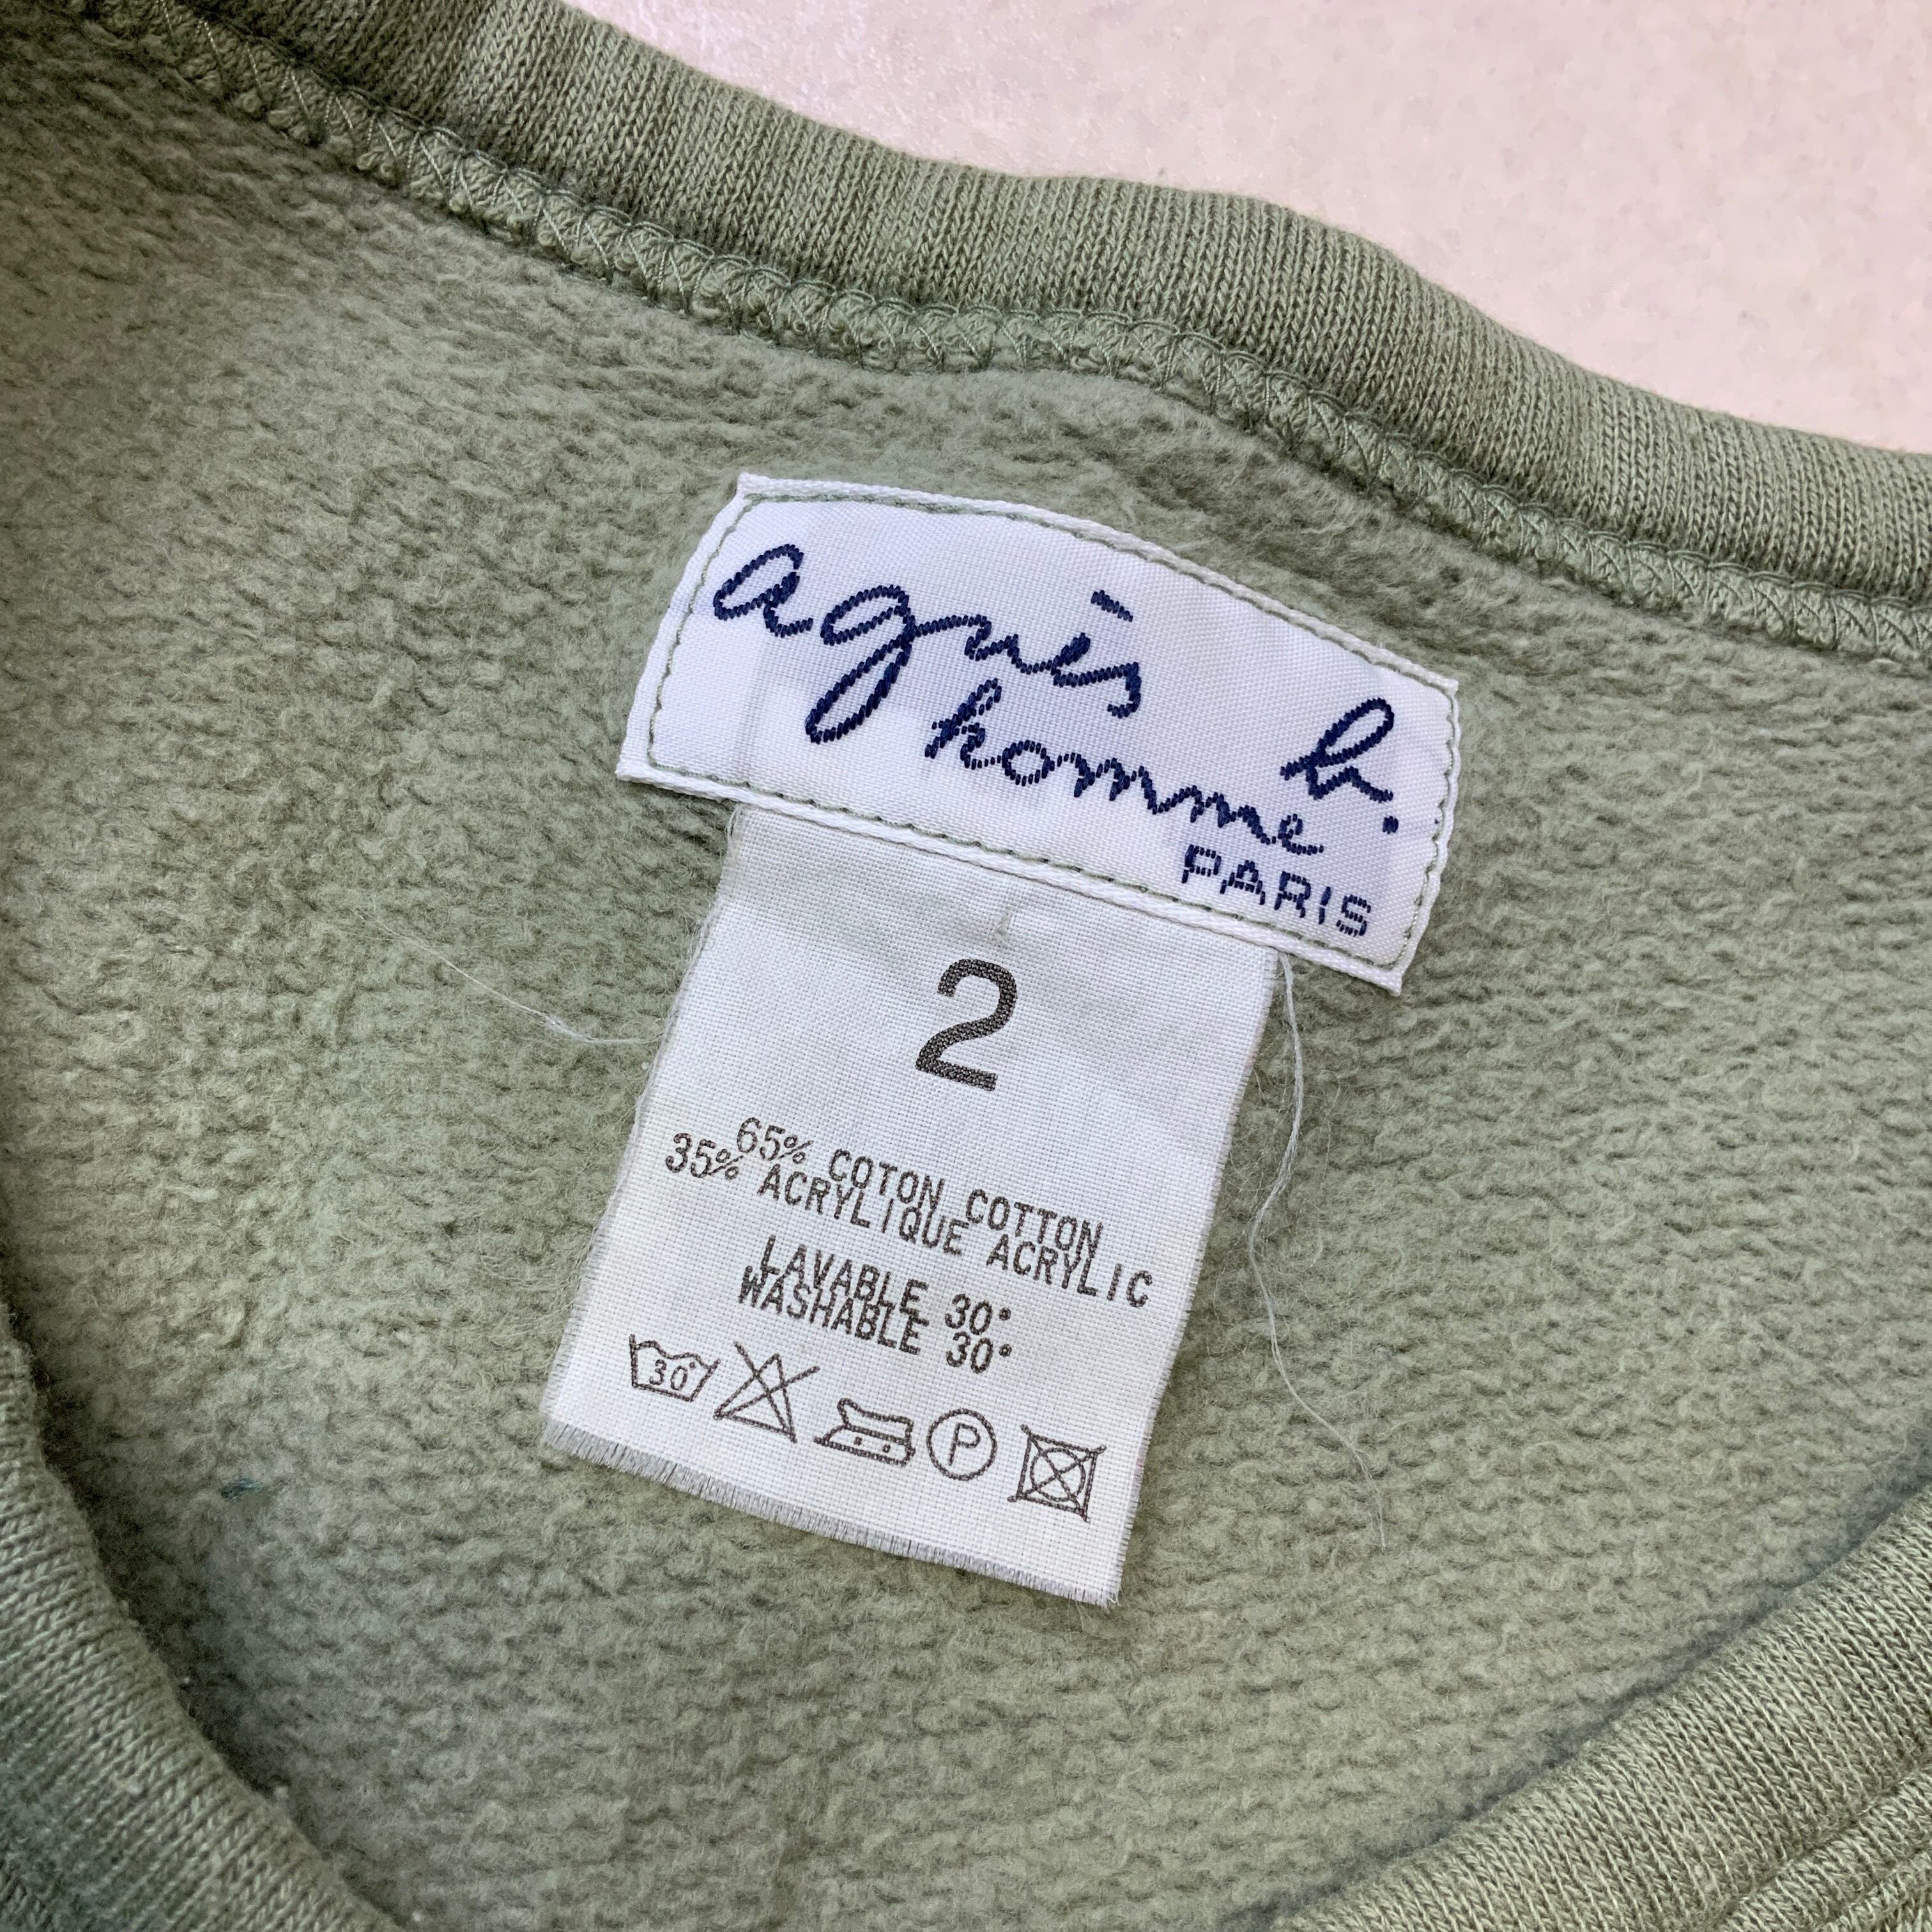 agnès b.
homme
PARIS
2
65% COTON COTTON
35% ACRYLIQUE ACRYLIC
LAVABLE 30°
WASHABLE 30°
30°
P